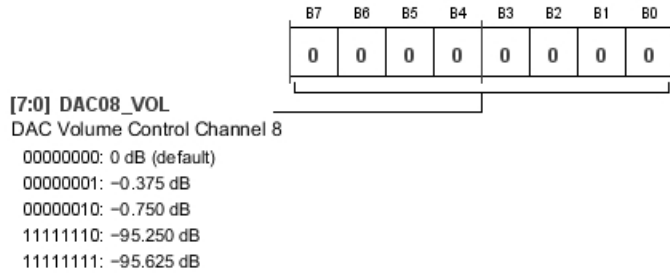 B7 B6 B5 B4 B3 B2 B1 B0
0 0 0 0 0 0 0 0
[7:0] DAC08_VOL
DAC Volume Control Channel 8
00000000: 0 dB (default)
00000001: −0.375 dB
00000010: −0.750 dB
11111110: −95.250 dB
11111111: −95.625 dB